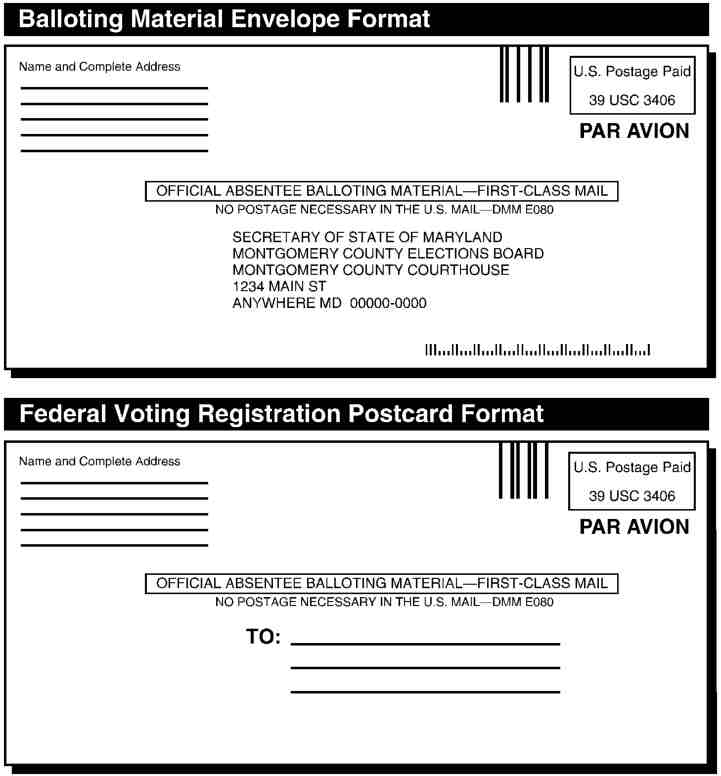 Balloting Material Envelope Format
Name and Complete Address
U.S. Postage Paid
39 USC 3406
PAR AVION
OFFICIAL ABSENTEE BALLOTING MATERIAL—FIRST-CLASS MAIL
NO POSTAGE NECESSARY IN THE U.S. MAIL—DMM E080
SECRETARY OF STATE OF MARYLAND
MONTGOMERY COUNTY ELECTIONS BOARD
MONTGOMERY COUNTY COURTHOUSE
1234 MAIN ST
ANYWHERE MD 00000-0000
Federal Voting Registration Postcard Format
Name and Complete Address
U.S. Postage Paid
39 USC 3406
PAR AVION
OFFICIAL ABSENTEE BALLOTING MATERIAL—FIRST-CLASS MAIL
NO POSTAGE NECESSARY IN THE U.S. MAIL—DMM E080
TO: